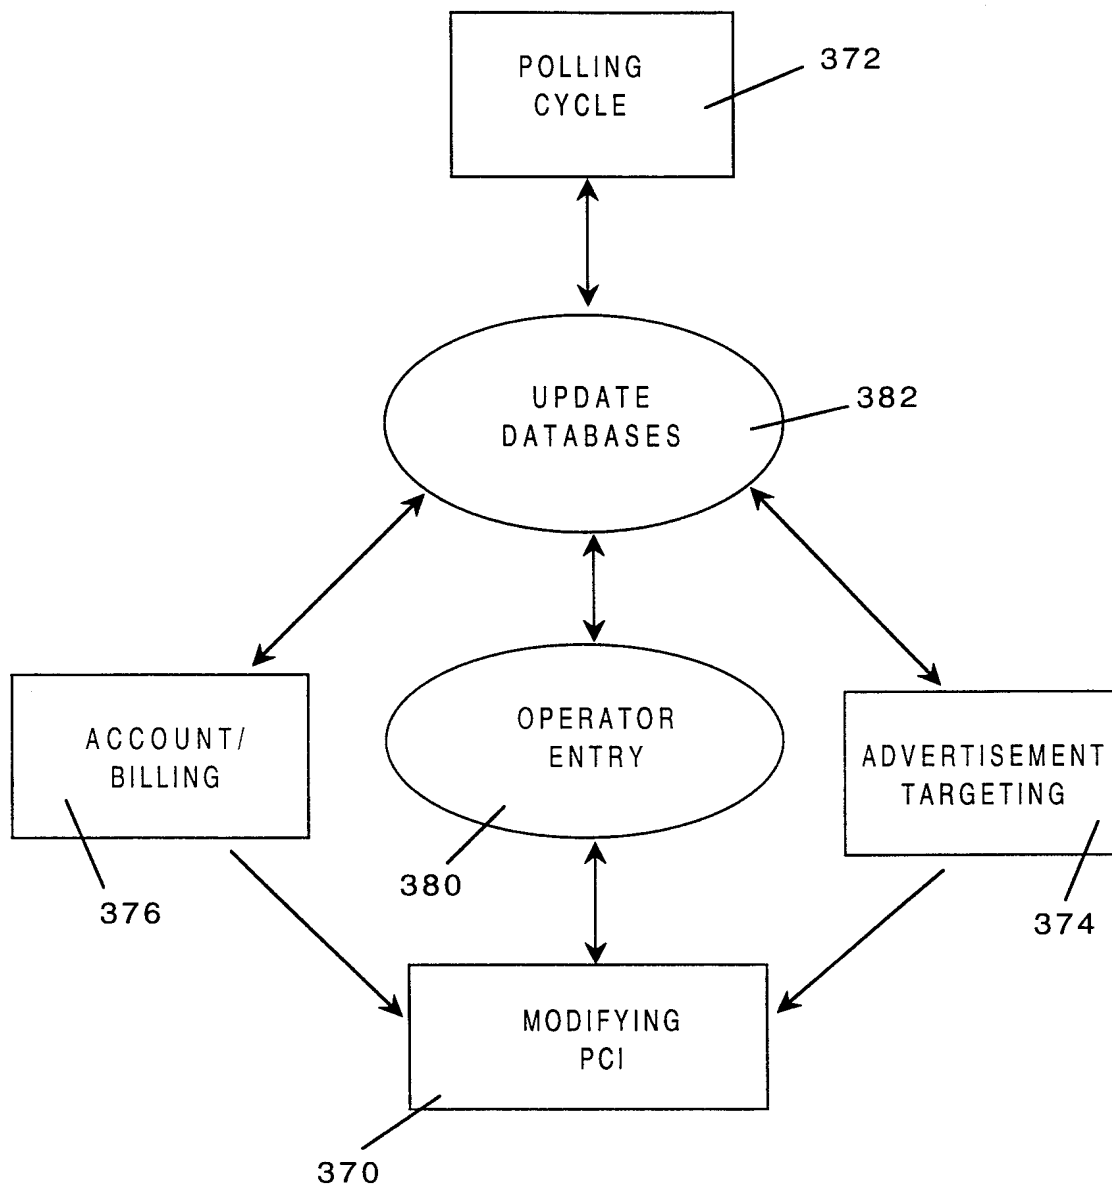 POLLING
CYCLE
372
UPDATE
DATABASES
382
ACCOUNT/
BILLING
376
OPERATOR
ENTRY
380
ADVERTISEMENT
TARGETING
374
MODIFYING
PCI
370